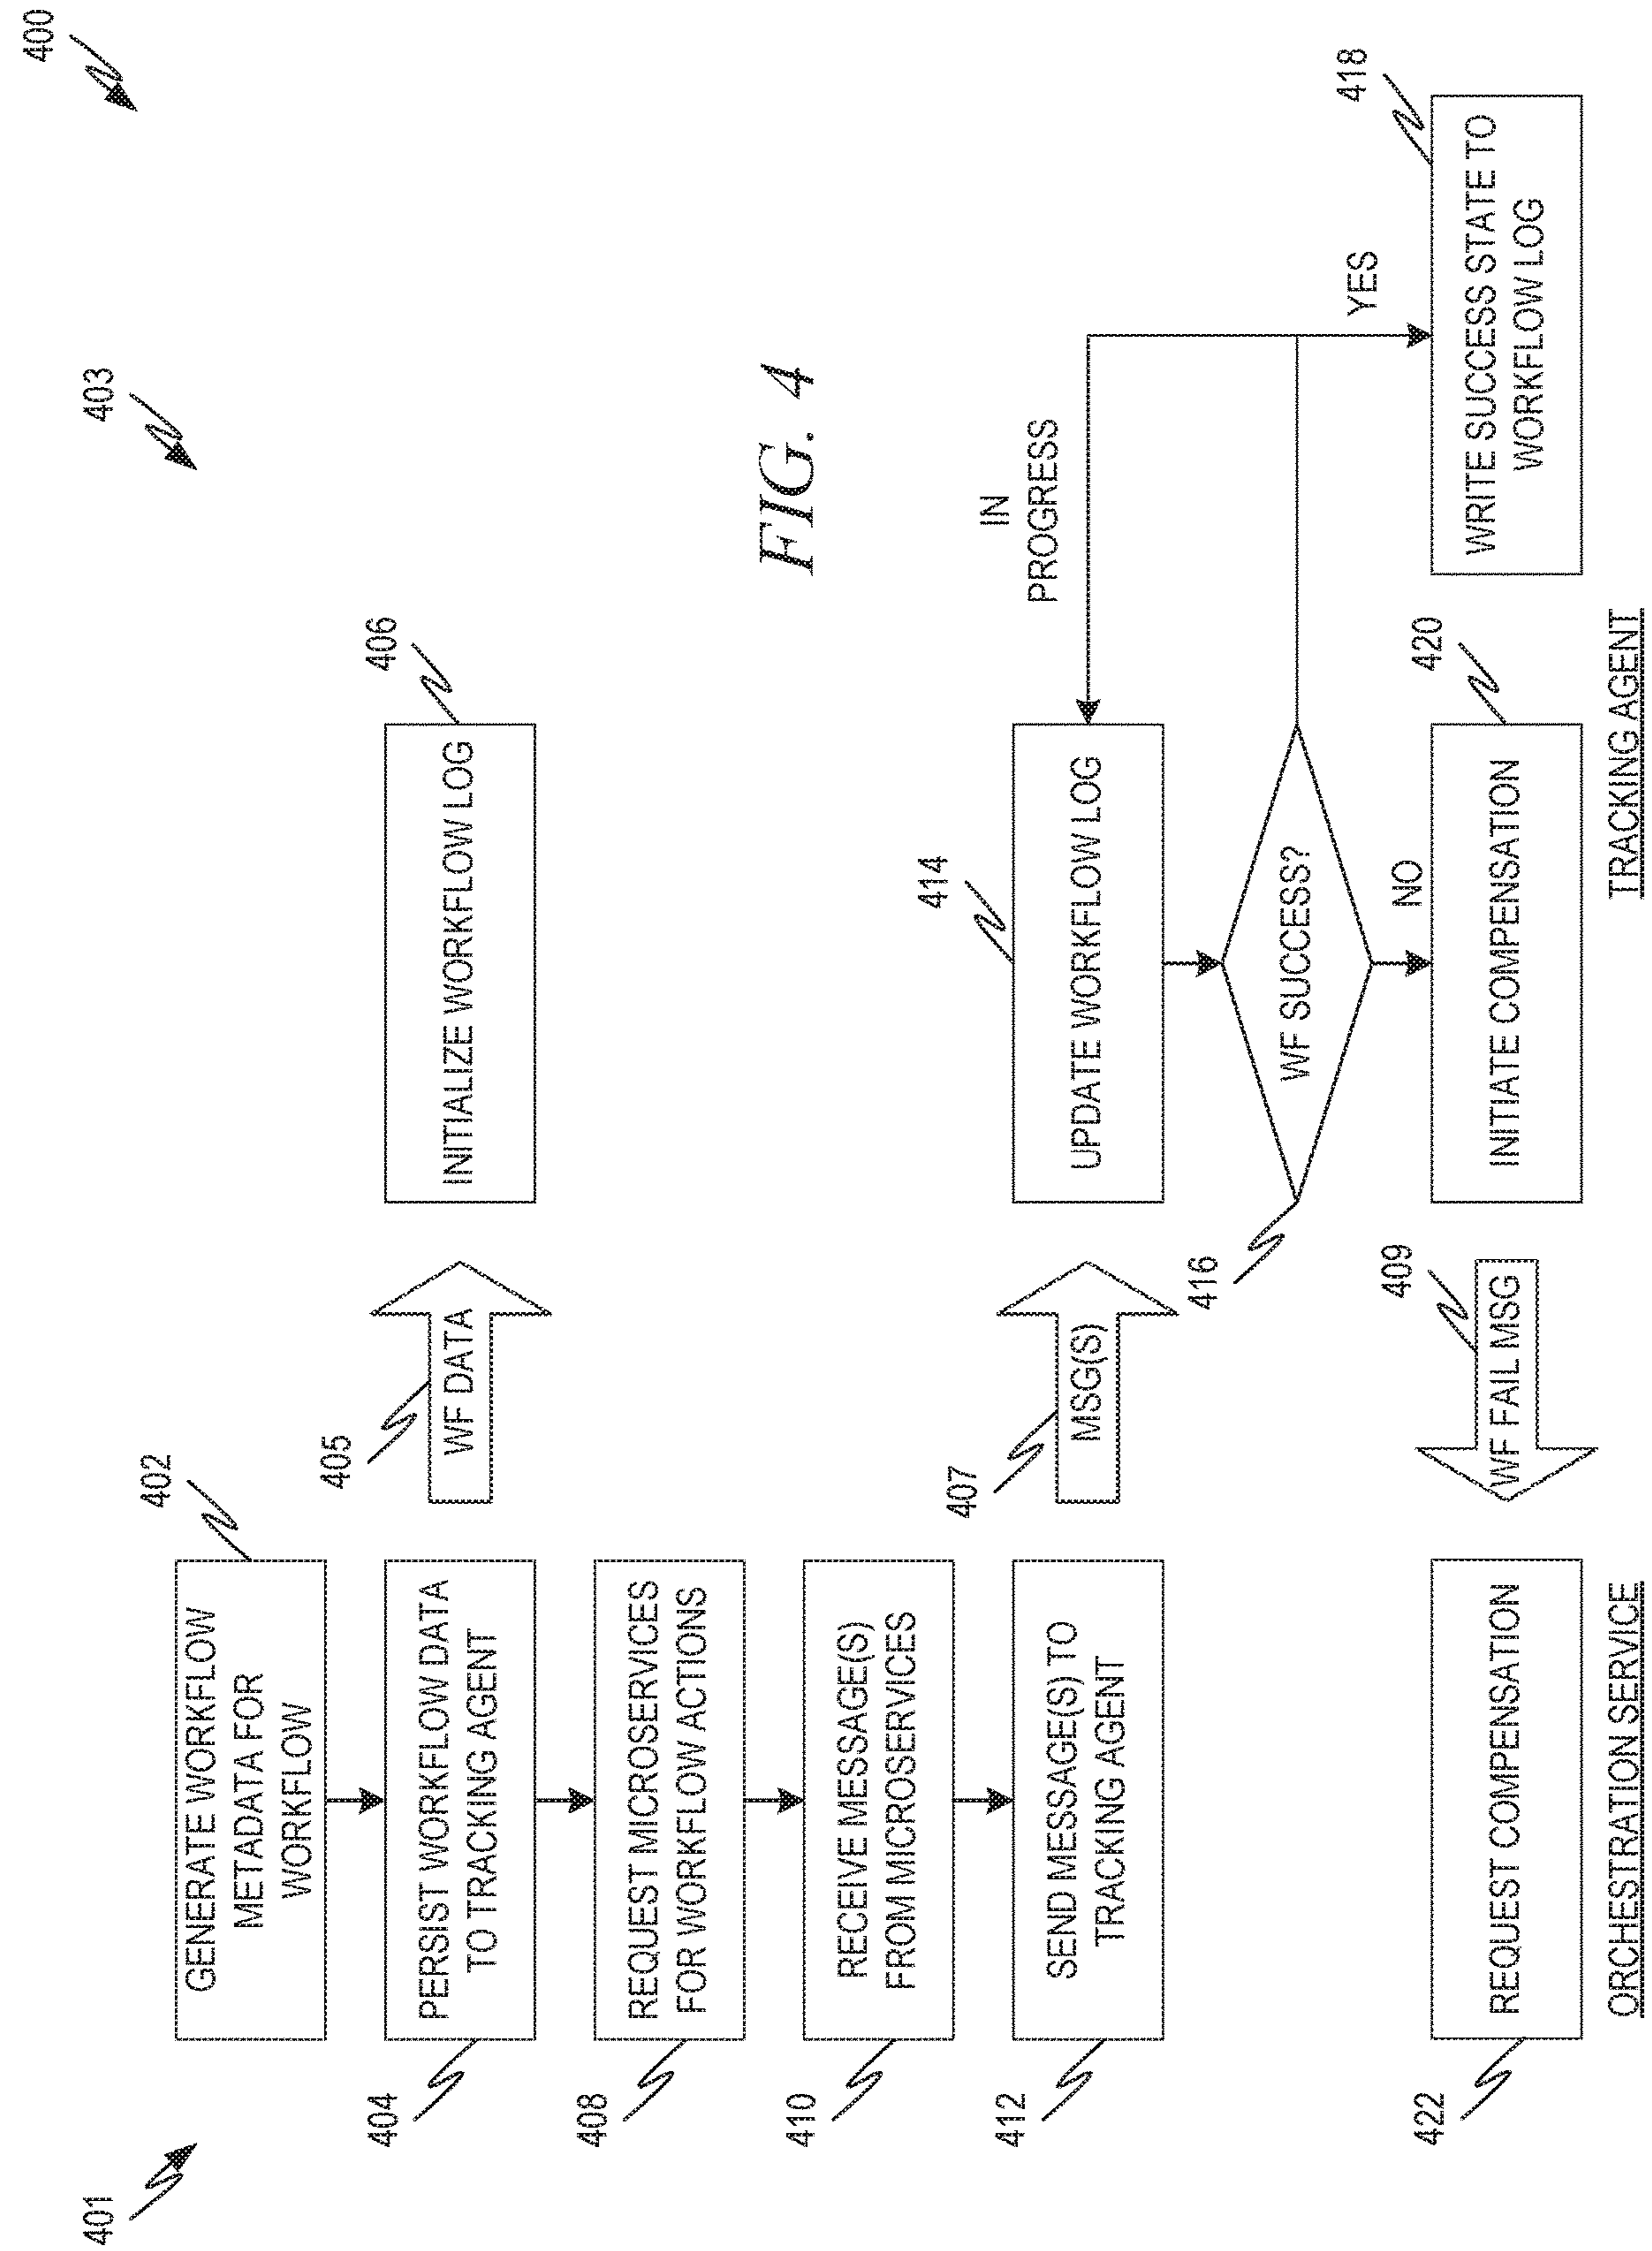 400
401
403
402
GENERATE WORKFLOW
METADATA FOR
WORKFLOW
404
PERSIST WORKFLOW DATA
TO TRACKING AGENT
405
WF DATA
406
INITIALIZE WORKFLOW LOG
408
REQUEST MICROSERVICES
FOR WORKFLOW ACTIONS
410
RECEIVE MESSAGE(S)
FROM MICROSERVICES
FIG. 4
412
SEND MESSAGE(S) TO
TRACKING AGENT
407
MSG(S)
414
UPDATE WORKFLOW LOG
IN
PROGRESS
416
WF SUCCESS?
YES
NO
418
WRITE SUCCESS STATE TO
WORKFLOW LOG
420
INITIATE COMPENSATION
409
WF FAIL MSG
422
REQUEST COMPENSATION
ORCHESTRATION SERVICE
TRACKING AGENT